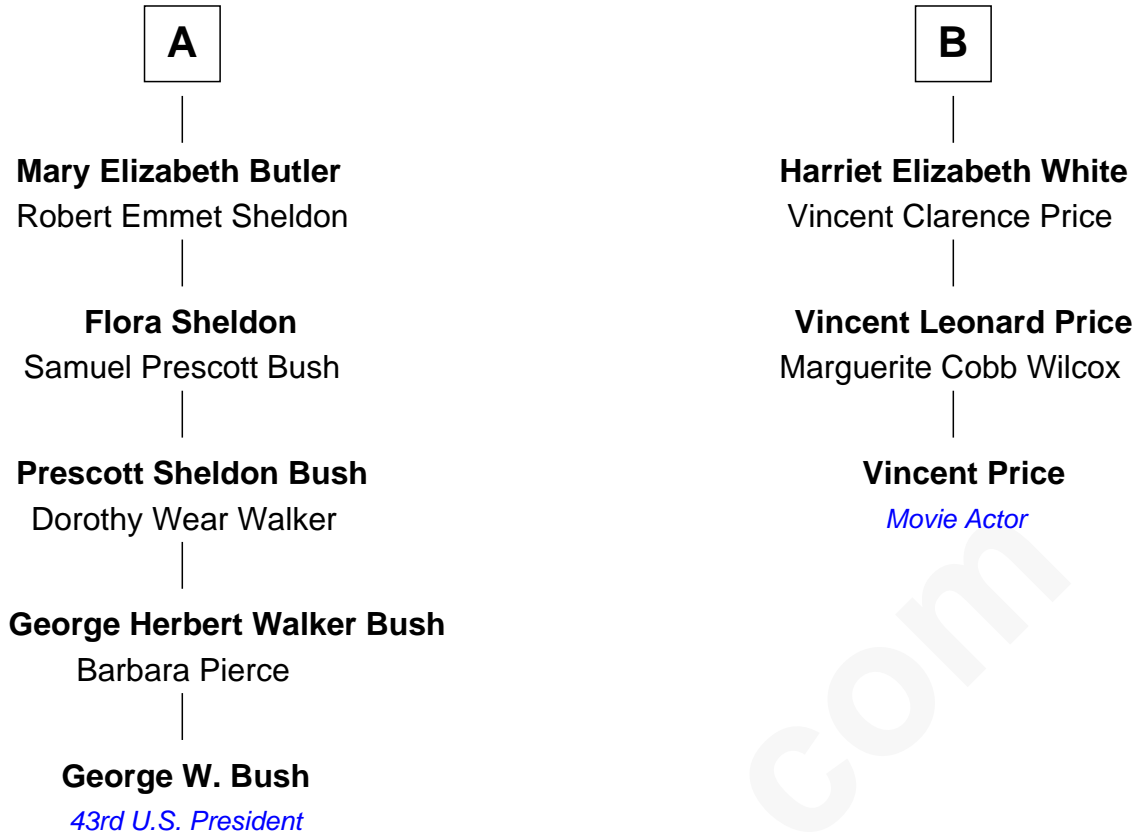 A
Mary Elizabeth Butler
Robert Emmet Sheldon
Flora Sheldon
Samuel Prescott Bush
Prescott Sheldon Bush
Dorothy Wear Walker
George Herbert Walker Bush
Barbara Pierce
George W. Bush
43rd U.S. President
B
Harriet Elizabeth White
Vincent Clarence Price
Vincent Leonard Price
Marguerite Cobb Wilcox
Vincent Price
Movie Actor
com